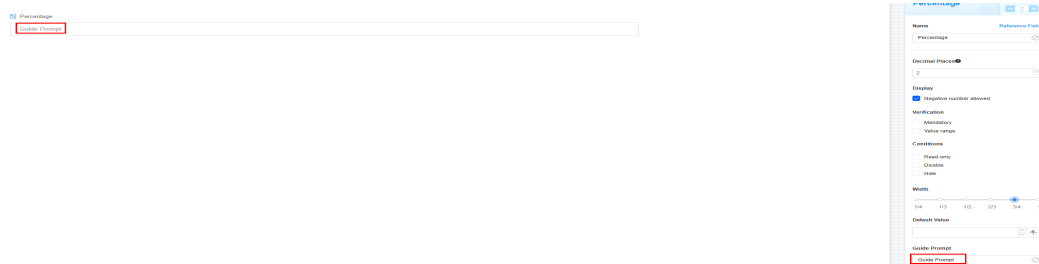 Percentage
Guide Prompt
Percentage
2
Name
Reference Field
Percentage
Decimal Places
2
Display
Negative number allowed
Verification
Mandatory
Value range
Conditions
Read-only
Disable
Hide
Width
1/4 1/3 1/2 2/3 3/4
Default Value
Guide Prompt
Guide Prompt